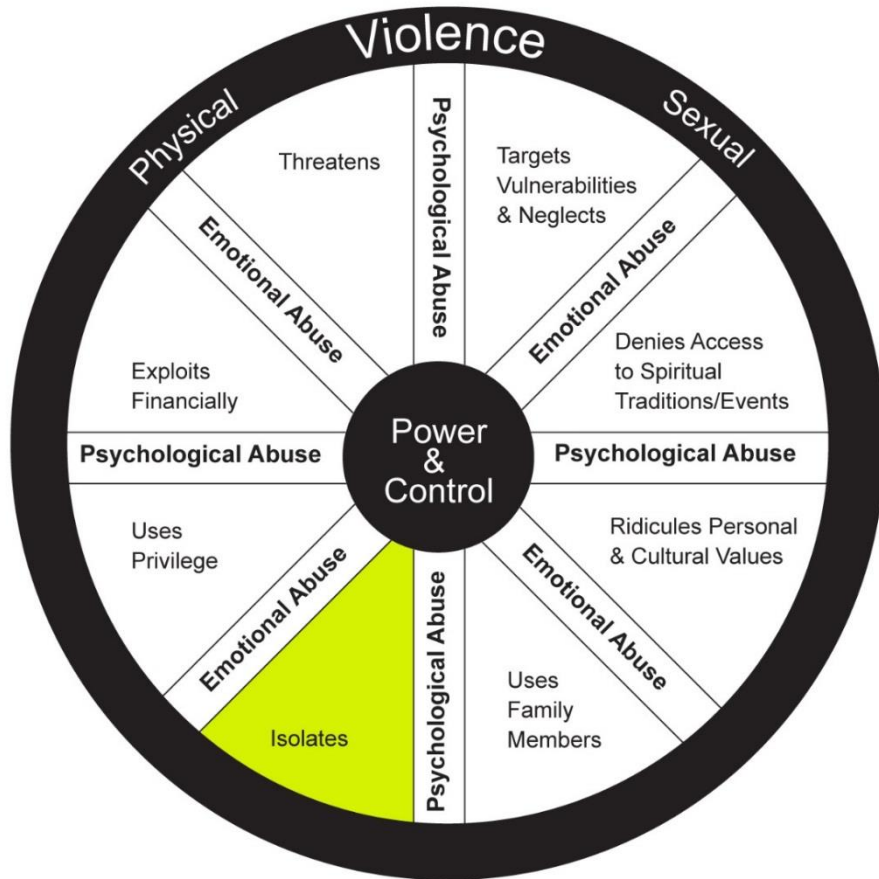 Violence
Physical
Sexual
Threatens
Psychological Abuse
Targets
Vulnerabilities
& Neglects
Emotional Abuse
Emotional Abuse
Exploits
Financially
Denies Access
to Spiritual
Traditions/Events
Psychological Abuse
Power
&
Control
Psychological Abuse
Uses
Privilege
Ridicules Personal
& Cultural Values
Emotional Abuse
Emotional Abuse
Isolates
Psychological Abuse
Uses
Family
Members